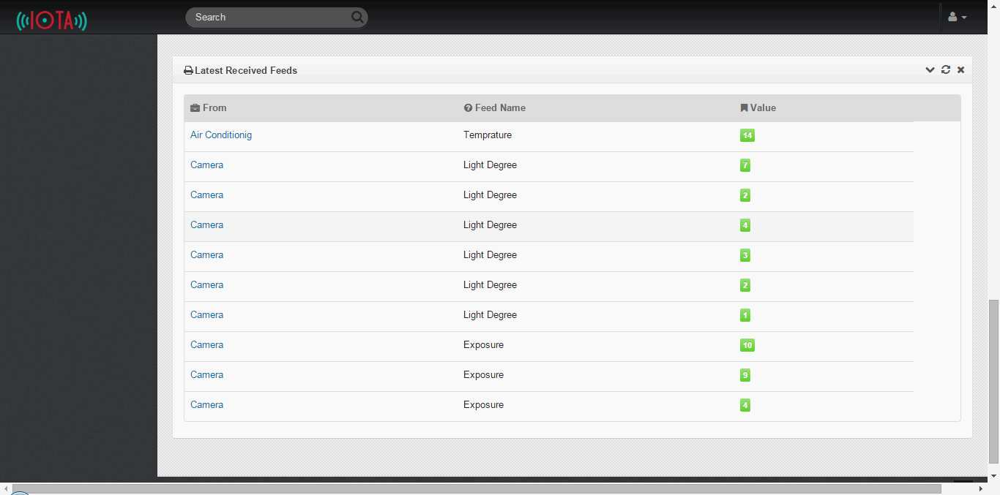 IOTA
Search
Latest Received Feeds
From Feed Name Value
Air Conditionig Temprature 14
Camera Light Degree 7
Camera Light Degree 2
Camera Light Degree 4
Camera Light Degree 3
Camera Light Degree 2
Camera Light Degree 1
Camera Exposure 10
Camera Exposure 9
Camera Exposure 4